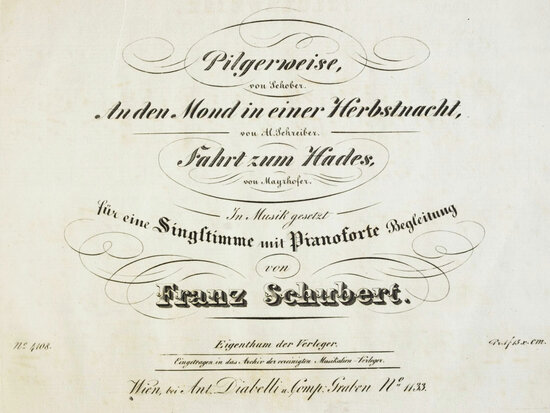 Pilgerweise,
von Schober.
An den Mond in einer Herbstnacht,
von Al. Schreiber.
Fahrt zum Hades,
von Mayrhofer.
In Musik gesetzt
für eine Singstimme mit Pianoforte Begleitung
von
Franz Schubert.
Eigenthum der Verleger.
Eingetragen in das Archiv der vereinigten Musikalien-Verleger.
Wien, bei Ant. Diabelli u. Comp. Graben No. 1133.